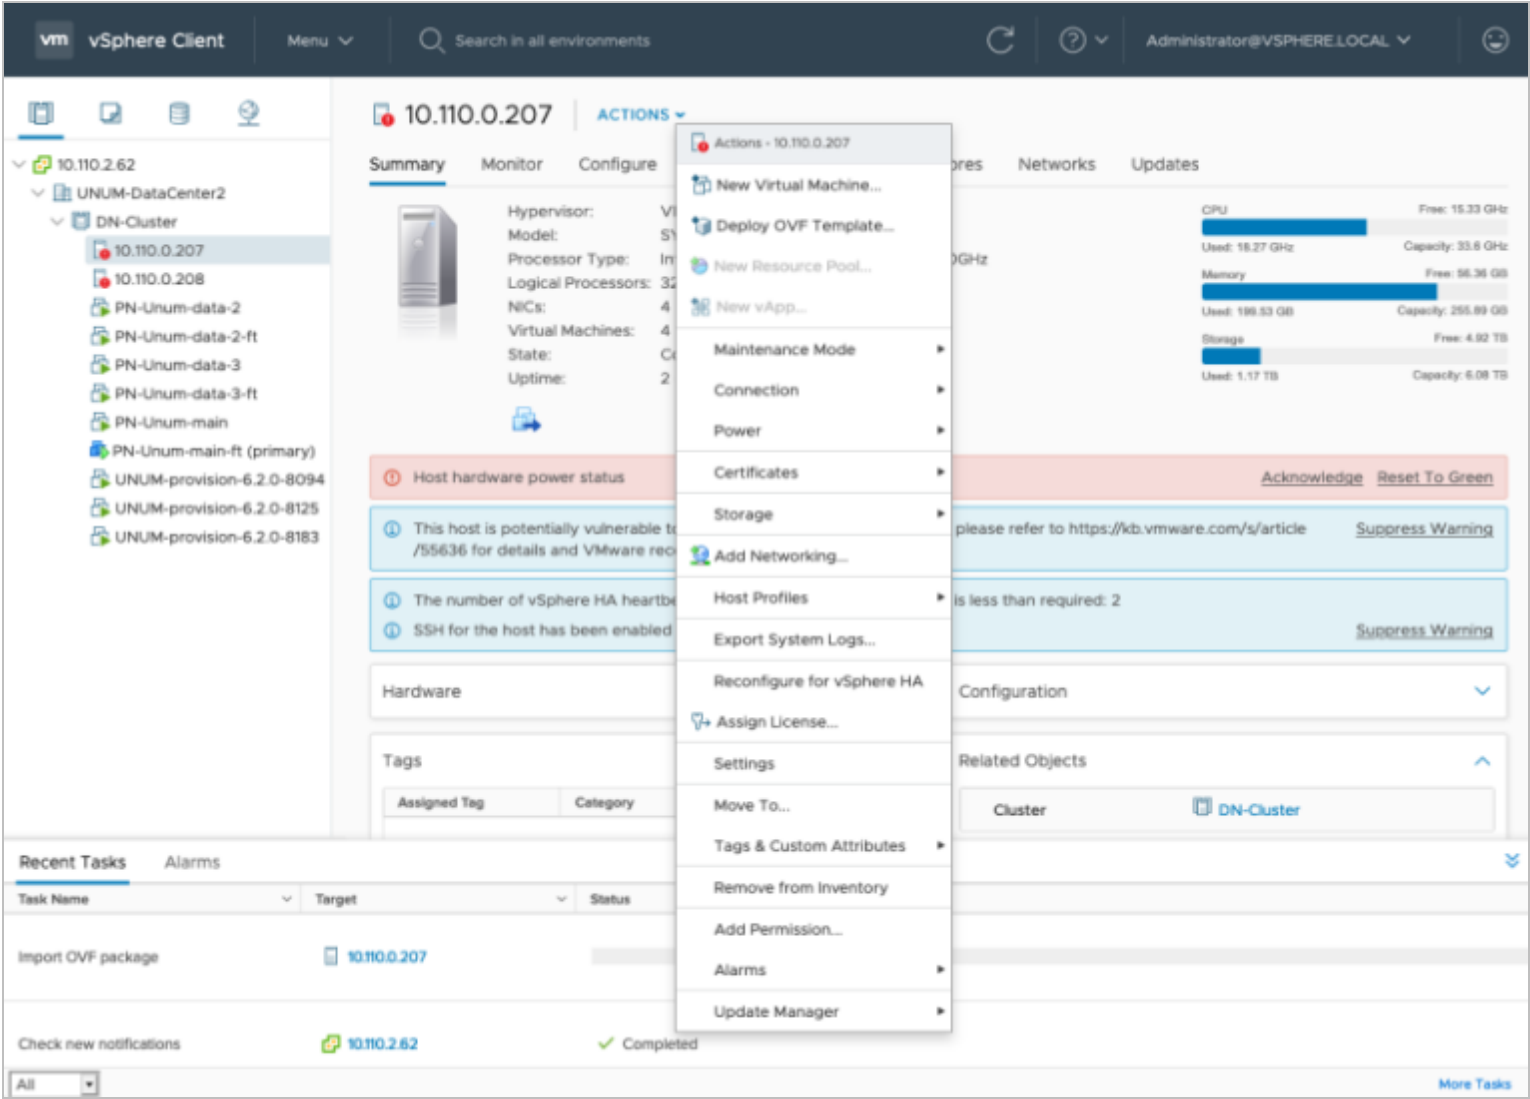 vm vSphere Client Menu Search in all environments Administrator@VSPHERE.LOCAL
10.110.0.207 ACTIONS
Actions - 10.110.0.207
Summary Monitor Configure ores Networks Updates
10.110.2.62
UNUM-DataCenter2
DN-Cluster
10.110.0.207
10.110.0.208
PN-Unum-data-2
PN-Unum-data-2-ft
PN-Unum-data-3
PN-Unum-data-3-ft
PN-Unum-main
PN-Unum-main-ft (primary)
UNUM-provision-6.2.0-8094
UNUM-provision-6.2.0-8125
UNUM-provision-6.2.0-8183
Hypervisor: VI
Model: SY
Processor Type: In 0GHz
Logical Processors: 32
NICs: 4
Virtual Machines: 4
State: Co
Uptime: 2
New Virtual Machine...
Deploy OVF Template...
New Resource Pool...
New vApp...
Maintenance Mode
Connection
Power
Certificates
Storage
Add Networking...
Host Profiles
Export System Logs...
Reconfigure for vSphere HA
Assign License...
Settings
Move To...
Tags & Custom Attributes
Remove from Inventory
Add Permission...
Alarms
Update Manager
CPU Free: 15.33 GHz
Used: 18.27 GHz Capacity: 33.6 GHz
Memory Free: 56.36 GB
Used: 199.53 GB Capacity: 255.89 GB
Storage Free: 4.92 TB
Used: 1.17 TB Capacity: 6.08 TB
Host hardware power status Acknowledge Reset To Green
This host is potentially vulnerable to please refer to https://kb.vmware.com/s/article Suppress Warning
/55636 for details and VMware rec
The number of vSphere HA heartbe is less than required: 2
SSH for the host has been enabled Suppress Warning
Hardware
Configuration
Tags
Assigned Tag Category
Related Objects
Cluster DN-Cluster
Recent Tasks Alarms
Task Name Target Status
Import OVF package 10.110.0.207
Check new notifications 10.110.2.62 Completed
All More Tasks